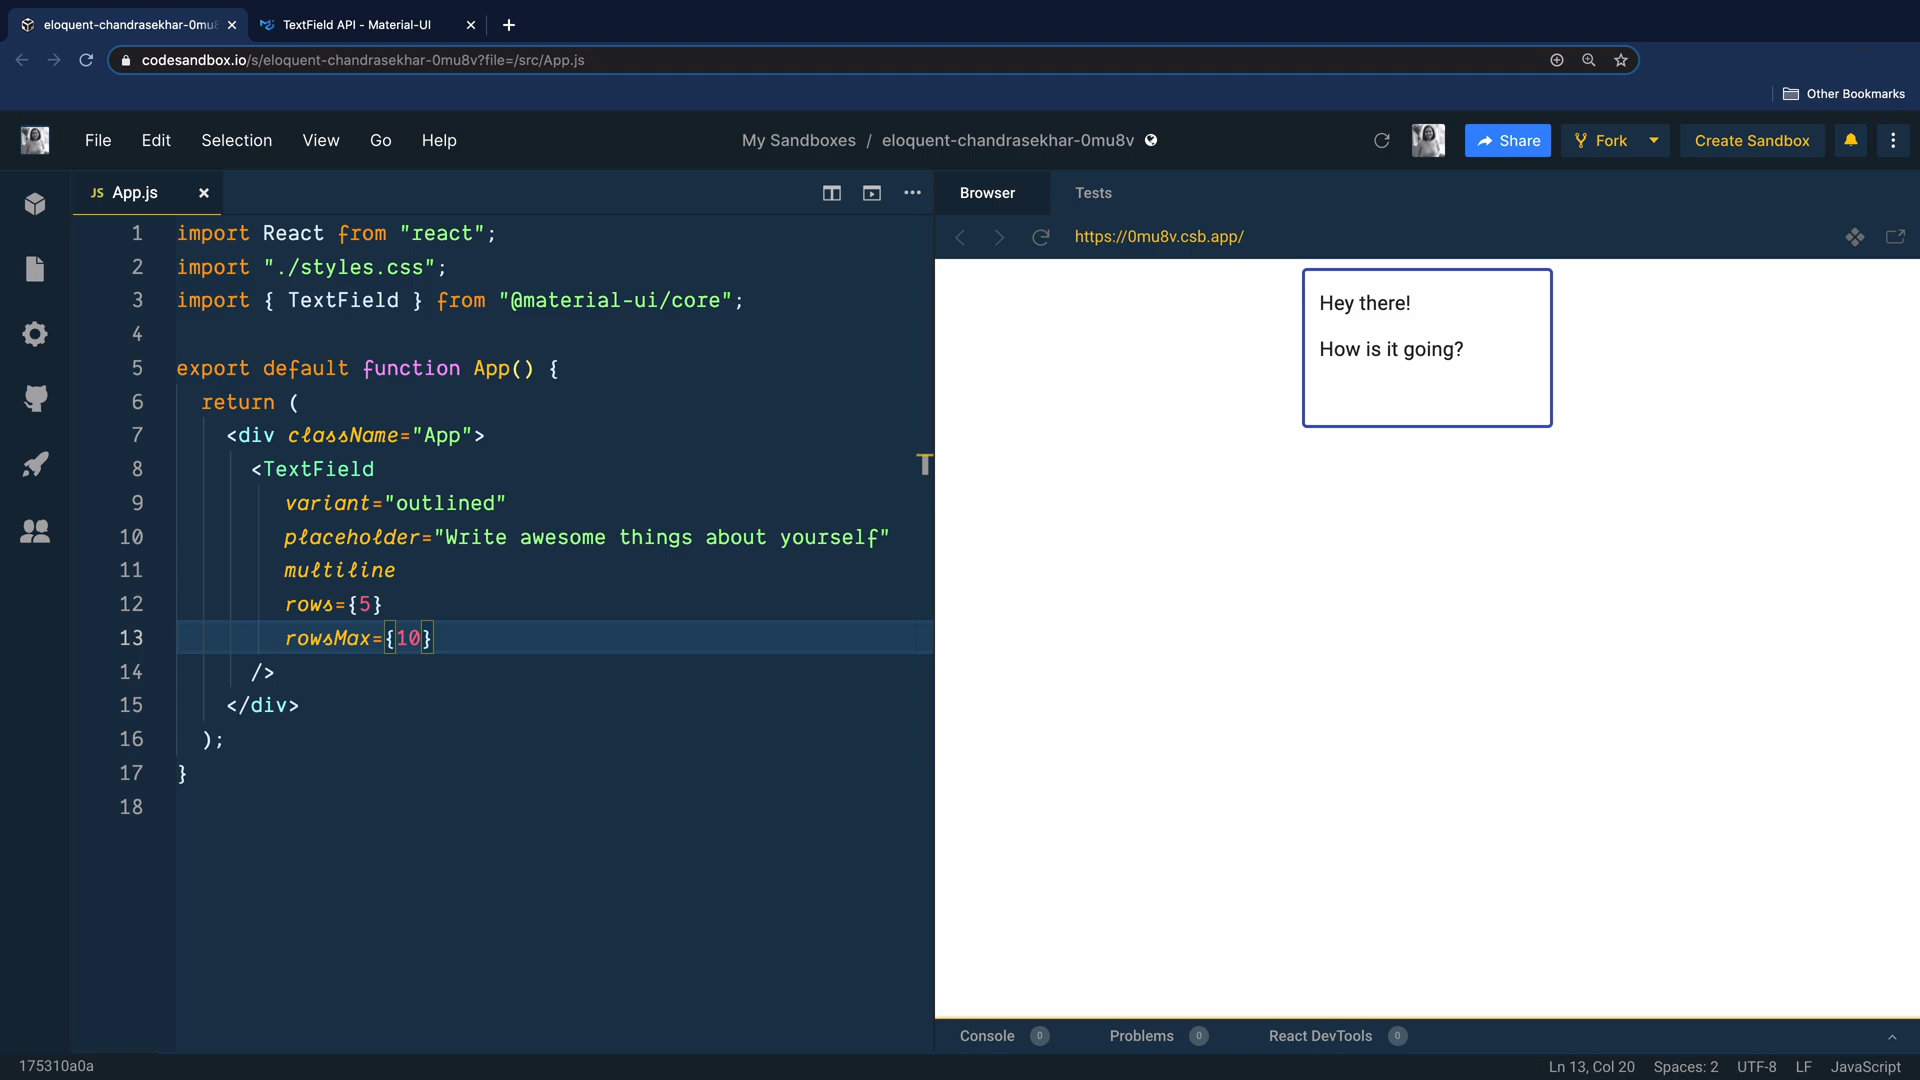 eloquent-chandrasekhar-0mu8
TextField API - Material-UI
codesandbox.io/s/eloquent-chandrasekhar-0mu8v?file=/src/App.js
Other Bookmarks
File Edit Selection View Go Help
My Sandboxes / eloquent-chandrasekhar-0mu8v
Share
Fork
Create Sandbox
JS App.js
Browser
Tests
https://0mu8v.csb.app/
1 import React from "react";
2 import "./styles.css";
3 import { TextField } from "@material-ui/core";
4
5 export default function App() {
6 return (
7 <div className="App">
8 <TextField
9 variant="outlined"
10 placeholder="Write awesome things about yourself"
11 multiline
12 rows={5}
13 rowsMax={10}
14 />
15 </div>
16 );
17 }
18
Hey there!
How is it going?
Console 0
Problems 0
React DevTools 0
175310a0a
Ln 13, Col 20
Spaces: 2
UTF-8
LF
JavaScript